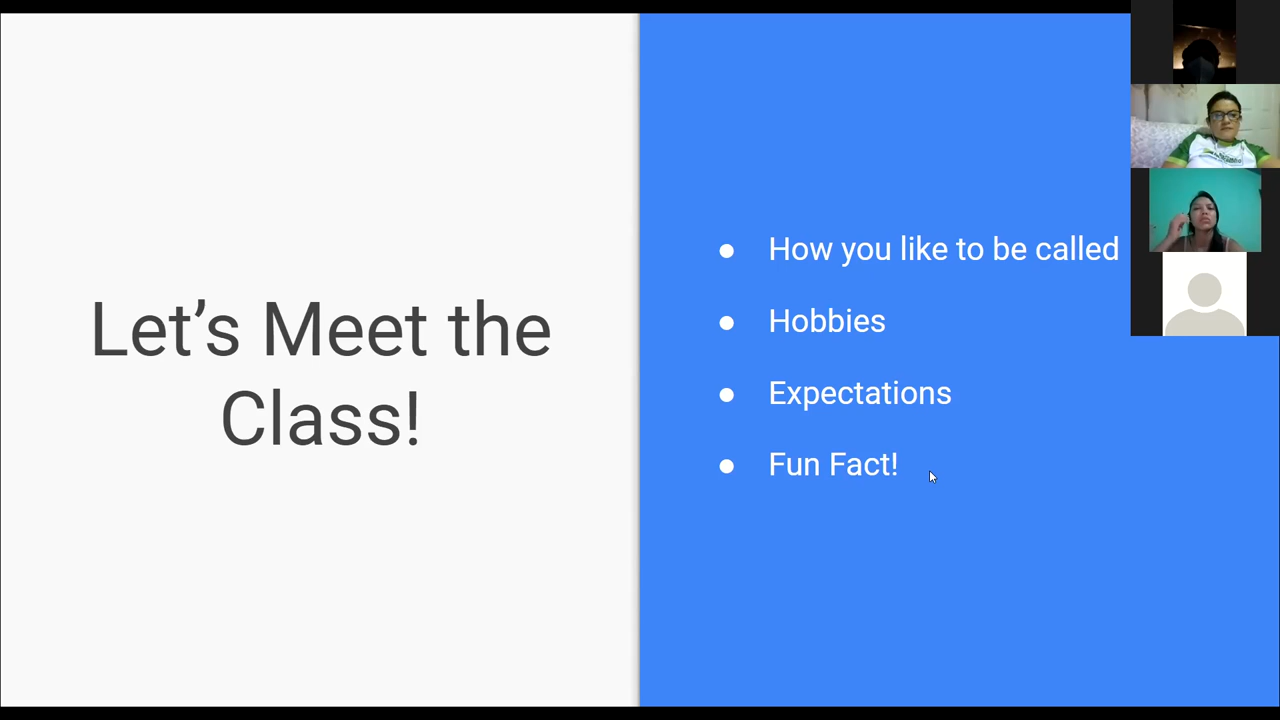 Let’s Meet the
Class!
● How you like to be called
● Hobbies
● Expectations
● Fun Fact!